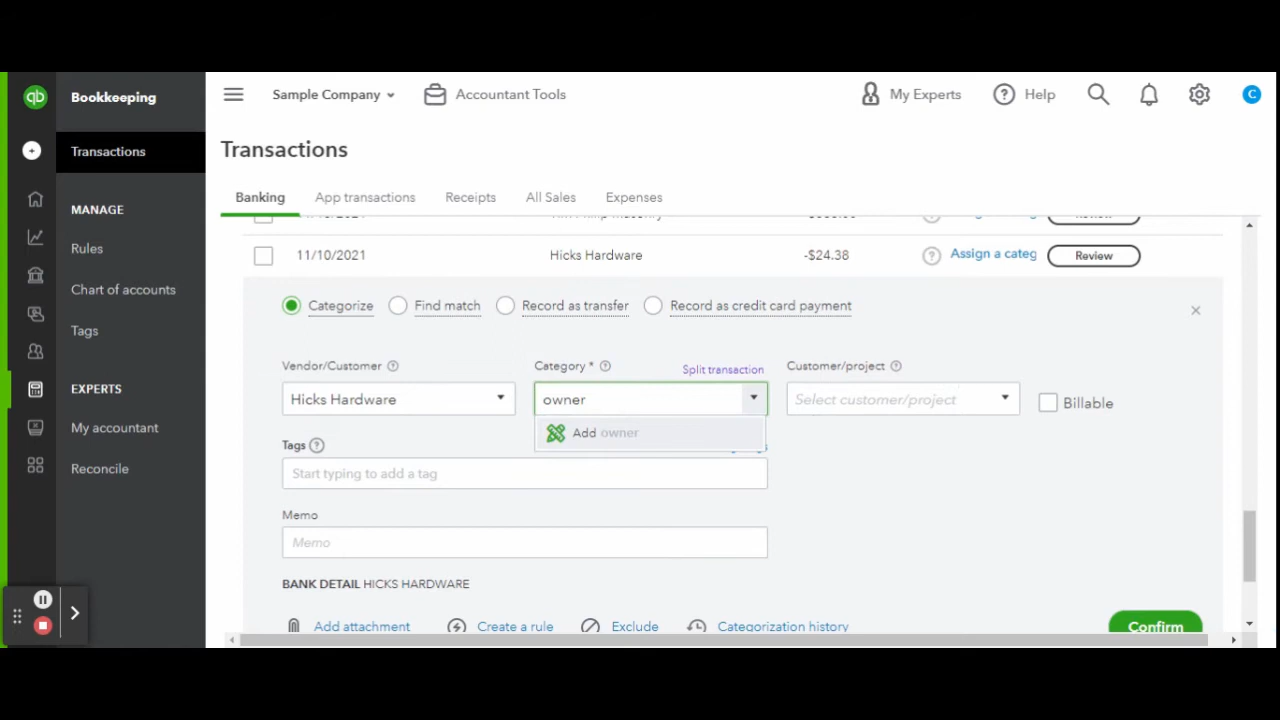 qb Bookkeeping
Sample Company Accountant Tools My Experts Help C
Transactions
Transactions
Banking App transactions Receipts All Sales Expenses
MANAGE
Rules
Chart of accounts
Tags
EXPERTS
My accountant
Reconcile
11/10/2021 Hicks Hardware -$24.38 Assign a categ Review
Categorize Find match Record as transfer Record as credit card payment
Vendor/Customer Category * Split transaction Customer/project
Hicks Hardware owner Select customer/project Billable
Add owner
Tags
Start typing to add a tag
Memo
Memo
BANK DETAIL HICKS HARDWARE
Add attachment Create a rule Exclude Categorization history Confirm